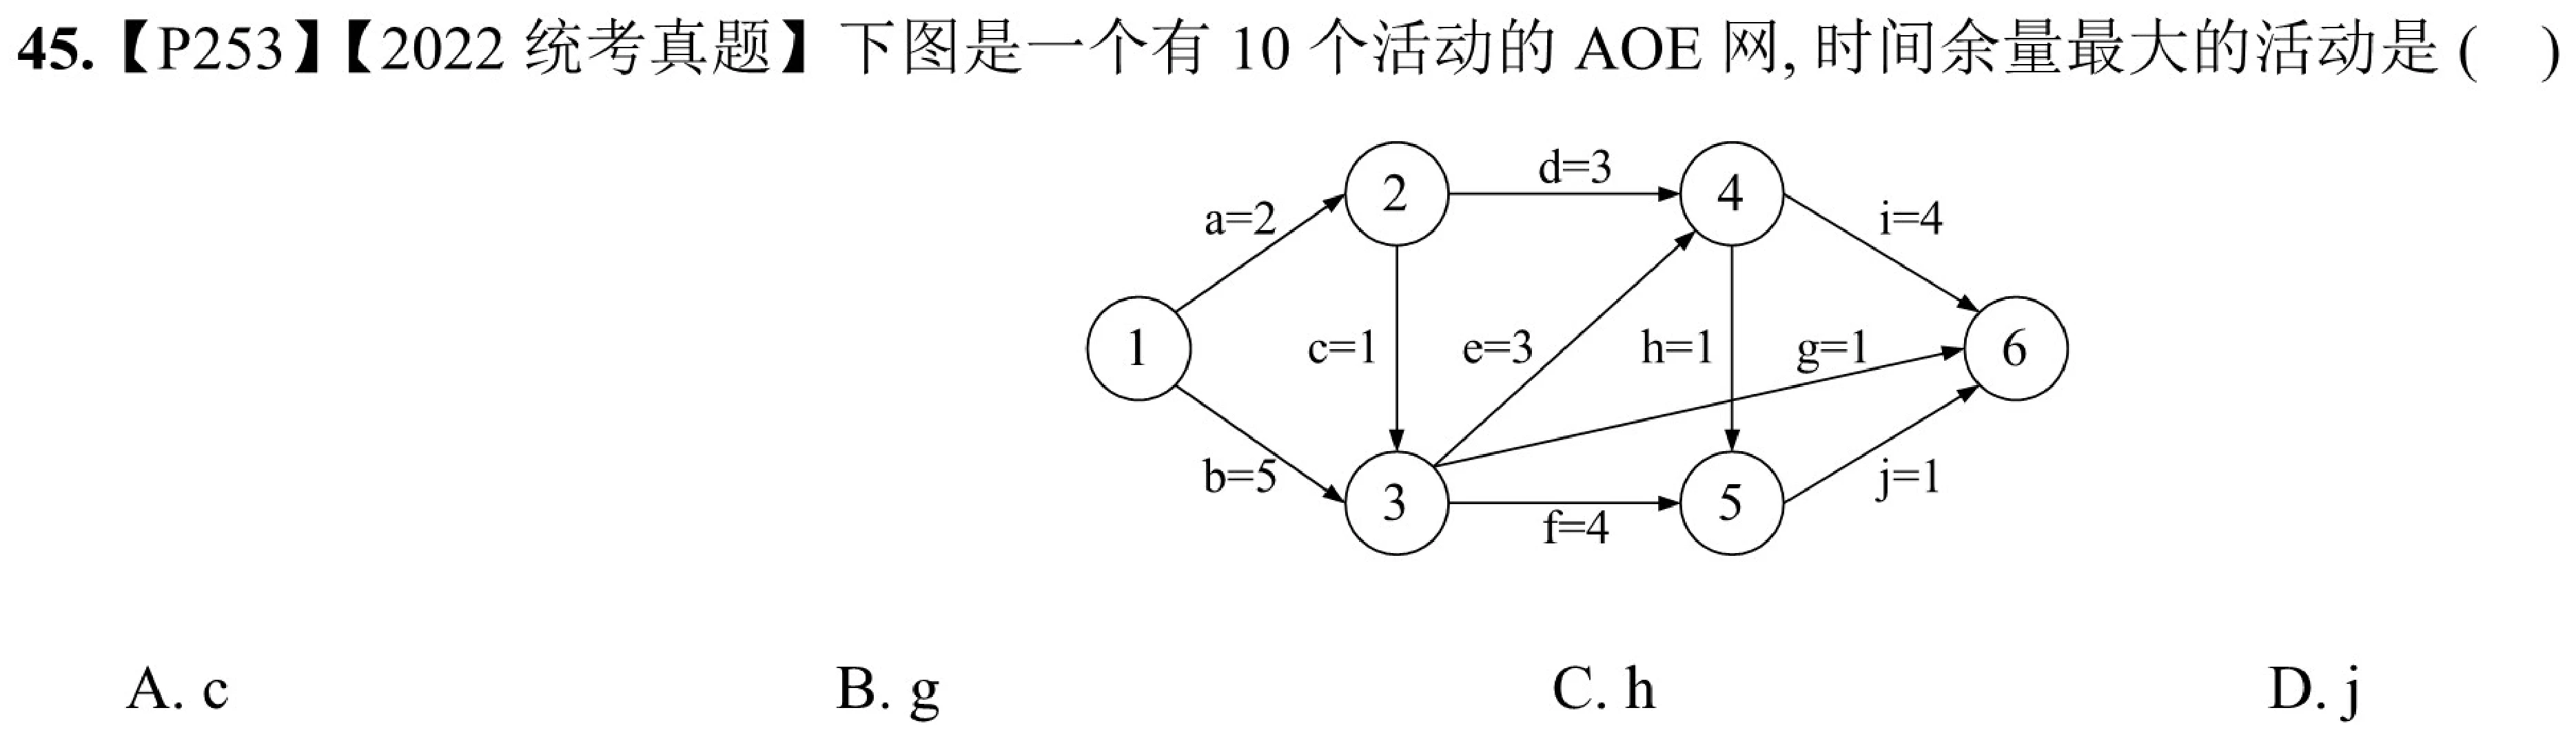 45.【P253】【2022 统考真题】下图是一个有 10 个活动的 AOE 网, 时间余量最大的活动是 ( )
d=3
2
4
a=2
i=4
1
c=1
e=3
h=1
g=1
6
b=5
j=1
3
5
f=4
A. c
B. g
C. h
D. j